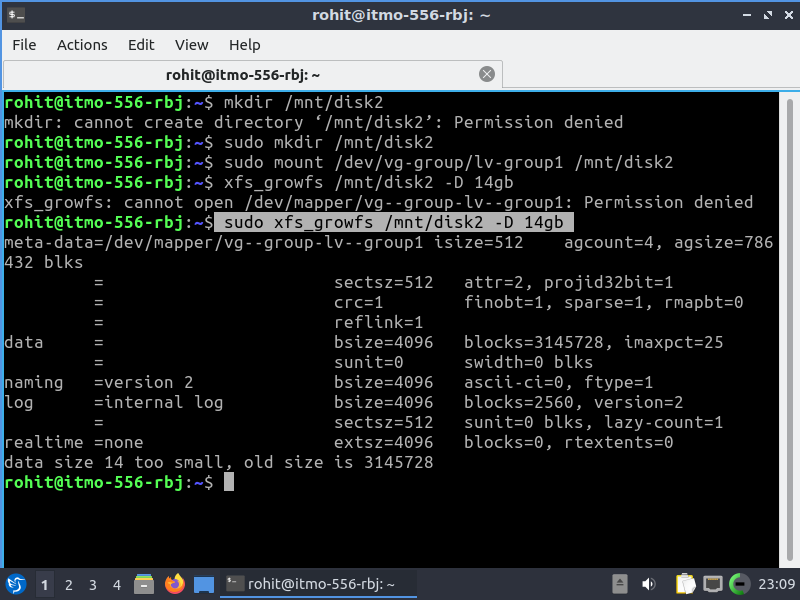 rohit@itmo-556-rbj: ~
File Actions Edit View Help
rohit@itmo-556-rbj: ~
rohit@itmo-556-rbj:~$ mkdir /mnt/disk2
mkdir: cannot create directory ‘/mnt/disk2’: Permission denied
rohit@itmo-556-rbj:~$ sudo mkdir /mnt/disk2
rohit@itmo-556-rbj:~$ sudo mount /dev/vg-group/lv-group1 /mnt/disk2
rohit@itmo-556-rbj:~$ xfs_growfs /mnt/disk2 -D 14gb
xfs_growfs: cannot open /dev/mapper/vg--group-lv--group1: Permission denied
rohit@itmo-556-rbj:~$ sudo xfs_growfs /mnt/disk2 -D 14gb
meta-data=/dev/mapper/vg--group-lv--group1 isize=512    agcount=4, agsize=786
432 blks
         =                       sectsz=512   attr=2, projid32bit=1
         =                       crc=1        finobt=1, sparse=1, rmapbt=0
         =                       reflink=1
data     =                       bsize=4096   blocks=3145728, imaxpct=25
         =                       sunit=0      swidth=0 blks
naming   =version 2              bsize=4096   ascii-ci=0, ftype=1
log      =internal log           bsize=4096   blocks=2560, version=2
         =                       sectsz=512   sunit=0 blks, lazy-count=1
realtime =none                   extsz=4096   blocks=0, rtextents=0
data size 14 too small, old size is 3145728
rohit@itmo-556-rbj:~$
1 2 3 4 rohit@itmo-556-rbj: ~ 23:09